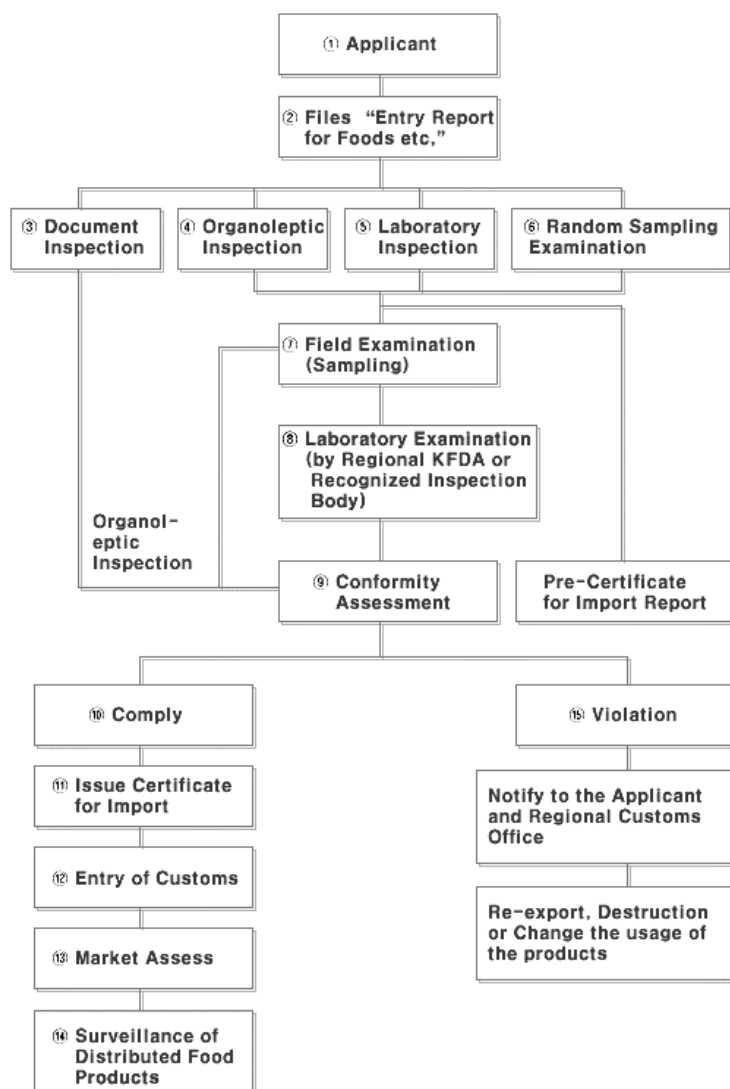 ① Applicant
② Files “Entry Report
for Foods etc,”
③ Document
Inspection
④ Organoleptic
Inspection
⑤ Laboratory
Inspection
⑥ Random Sampling
Examination
⑦ Field Examination
(Sampling)
⑧ Laboratory Examination
(by Regional KFDA or
Recognized Inspection
Body)
Organol-
eptic
Inspection
⑨ Conformity
Assessment
Pre-Certificate
for Import Report
⑩ Comply
⑮ Violation
⑪ Issue Certificate
for Import
Notify to the Applicant
and Regional Customs
Office
⑫ Entry of Customs
Re-export, Destruction
or Change the usage of
the products
⑬ Market Assess
⑭ Surveillance of
Distributed Food
Products